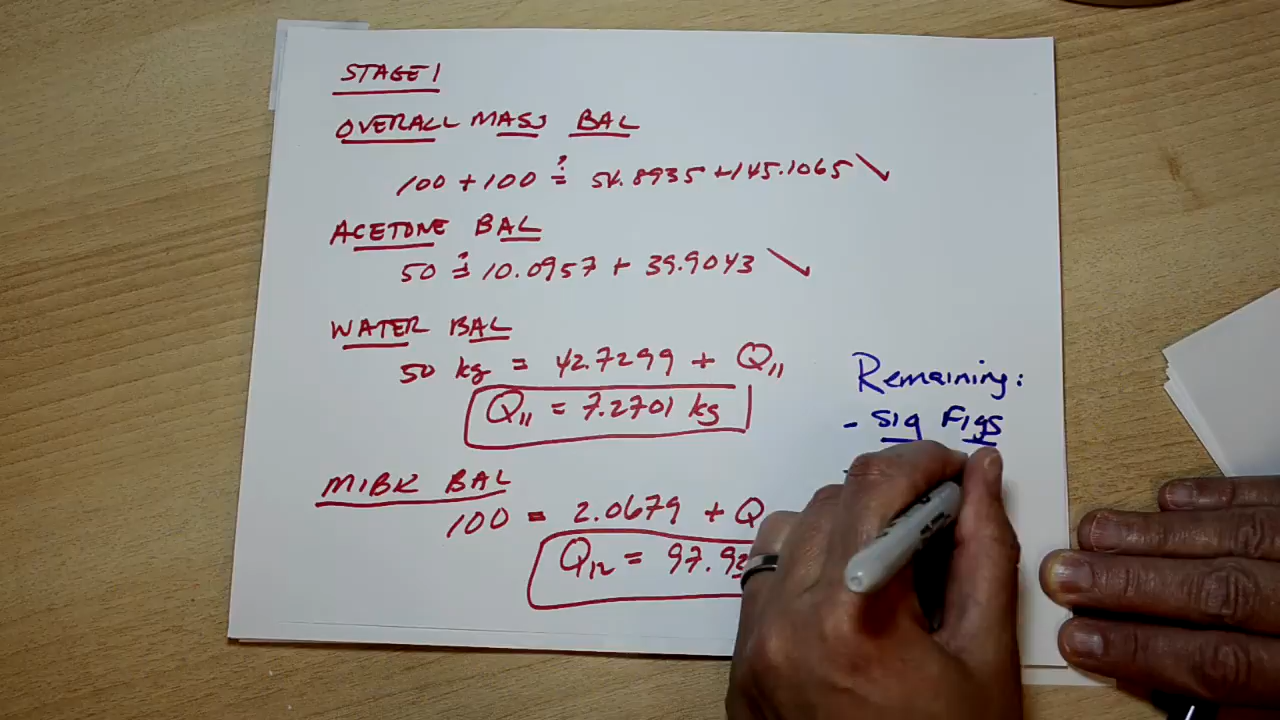 STAGE 1
OVERALL MASS BAL
100 + 100 ≟ 54.8935 + 145.1065
ACETONE BAL
50 ≟ 10.0957 + 39.9043
WATER BAL
50 kg = 42.7299 + Q11
Q11 = 7.2701 kg
MIBK BAL
100 = 2.0679 + Q
Q12 = 97.93
Remaining:
- Sig Figs
-